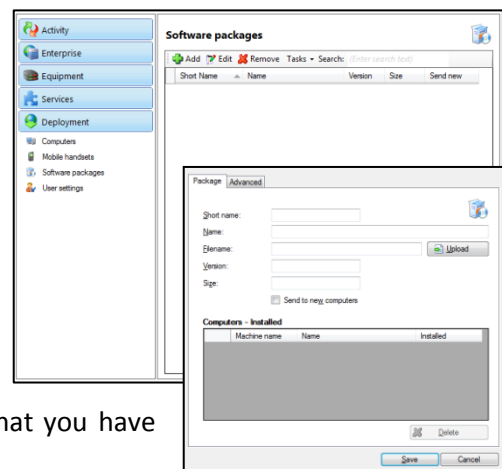 Activity
Enterprise
Equipment
Services
Deployment
Computers
Mobile handsets
Software packages
User settings
Software packages
Add Edit Remove Tasks Search: (Enter search text)
Short Name Name Version Size Send new
Package Advanced
Short name:
Name:
Filename: Upload
Version:
Size:
Send to new computers
Computers - Installed
Machine name Name Installed
Delete
Save Cancel
hat you have